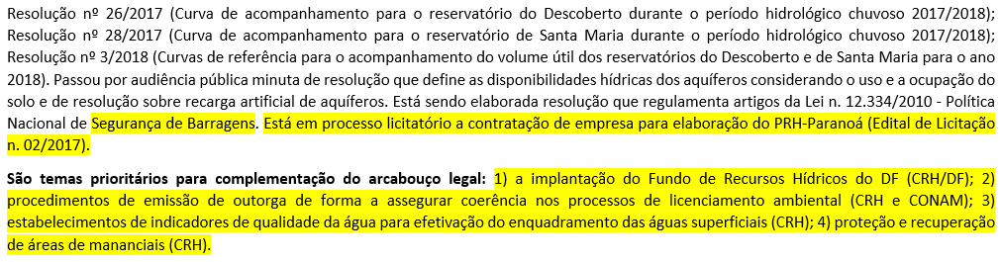 Resolução nº 26/2017 (Curva de acompanhamento para o reservatório do Descoberto durante o período hidrológico chuvoso 2017/2018);
Resolução nº 28/2017 (Curva de acompanhamento para o reservatório de Santa Maria durante o período hidrológico chuvoso 2017/2018);
Resolução nº 3/2018 (Curvas de referência para o acompanhamento do volume útil dos reservatórios do Descoberto e de Santa Maria para o ano
2018). Passou por audiência pública minuta de resolução que define as disponibilidades hídricas dos aquíferos considerando o uso e a ocupação do
solo e de resolução sobre recarga artificial de aquíferos. Está sendo elaborada resolução que regulamenta artigos da Lei n. 12.334/2010 - Política
Nacional de Segurança de Barragens. Está em processo licitatório a contratação de empresa para elaboração do PRH-Paranoá (Edital de Licitação
n. 02/2017).
São temas prioritários para complementação do arcabouço legal: 1) a implantação do Fundo de Recursos Hídricos do DF (CRH/DF); 2)
procedimentos de emissão de outorga de forma a assegurar coerência nos processos de licenciamento ambiental (CRH e CONAM); 3)
estabelecimentos de indicadores de qualidade da água para efetivação do enquadramento das águas superficiais (CRH); 4) proteção e recuperação
de áreas de mananciais (CRH).